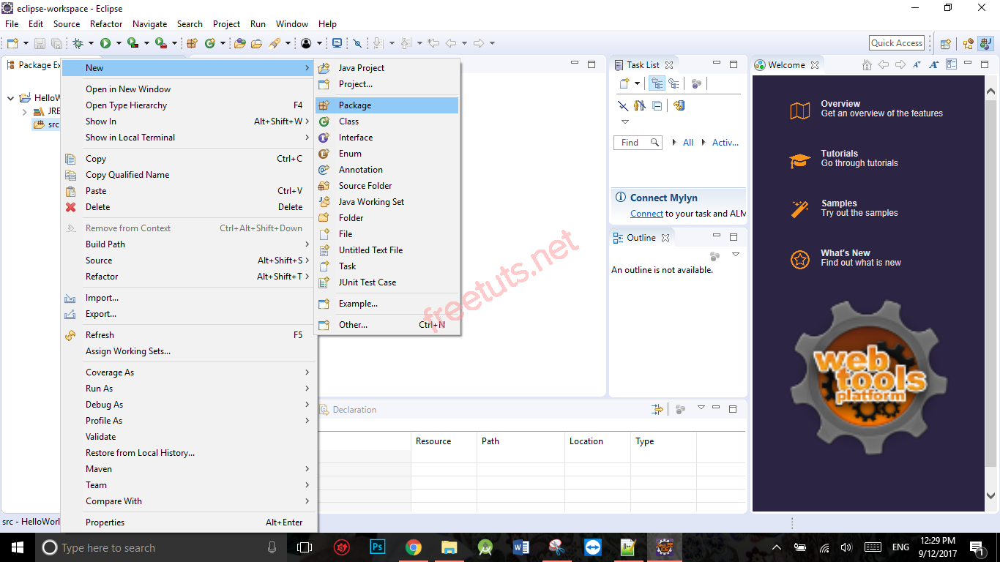 eclipse-workspace - Eclipse
File Edit Source Refactor Navigate Search Project Run Window Help
Quick Access
Package Ex
HelloW
JRE
src
New
Open in New Window
Open Type Hierarchy F4
Show In Alt+Shift+W
Show in Local Terminal
Copy Ctrl+C
Copy Qualified Name
Paste Ctrl+V
Delete Delete
Remove from Context Ctrl+Alt+Shift+Down
Build Path
Source Alt+Shift+S
Refactor Alt+Shift+T
Import...
Export...
Refresh F5
Assign Working Sets...
Coverage As
Run As
Debug As
Profile As
Validate
Restore from Local History...
Maven
Team
Compare With
Properties Alt+Enter
Java Project
Project...
Package
Class
Interface
Enum
Annotation
Source Folder
Java Working Set
Folder
File
Untitled Text File
Task
JUnit Test Case
Example...
Other... Ctrl+N
freetuts.net
Task List
Find All Activ...
Connect Mylyn
Connect to your task and ALM
Outline
An outline is not available.
Declaration
Resource Path Location Type
Welcome
Overview
Get an overview of the features
Tutorials
Go through tutorials
Samples
Try out the samples
What's New
Find out what is new
web
tools
platform
src - HelloWorl
Type here to search
Ps
W
JAVA EE
IDE
ENG
12:29 PM
9/12/2017
1